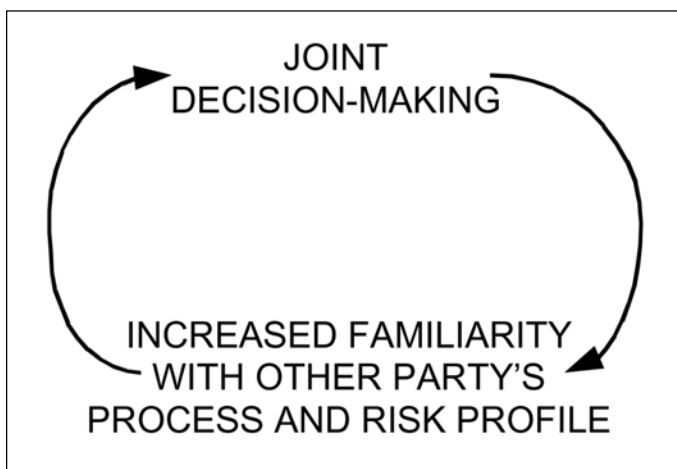 JOINT
DECISION-MAKING
INCREASED FAMILIARITY
WITH OTHER PARTY'S
PROCESS AND RISK PROFILE